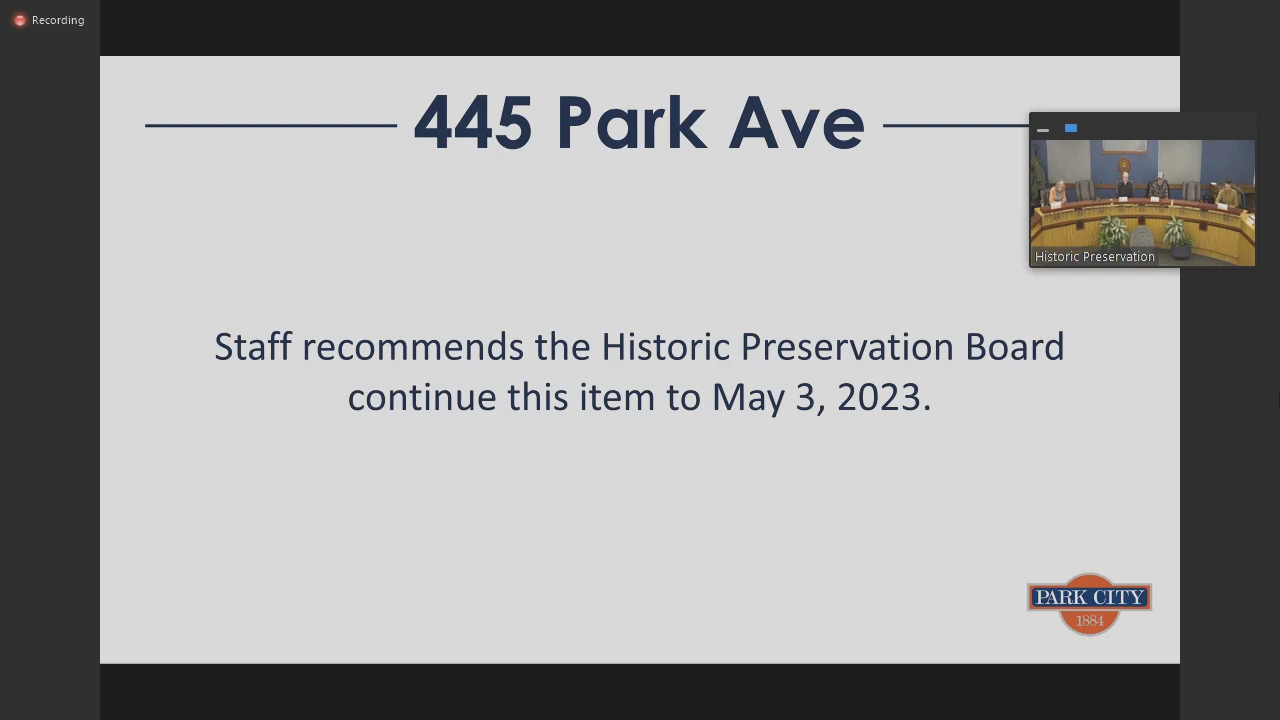 Recording
445 Park Ave
Historic Preservation
Staff recommends the Historic Preservation Board
continue this item to May 3, 2023.
PARK CITY
1884